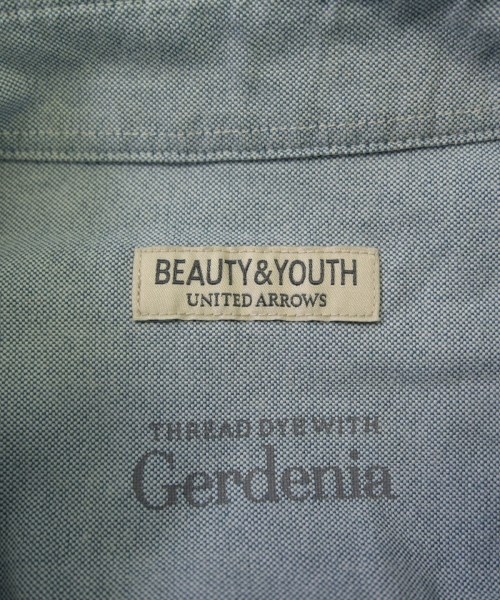 BEAUTY&YOUTH
UNITED ARROWS
THREAD DYE WITH
Gerdenia